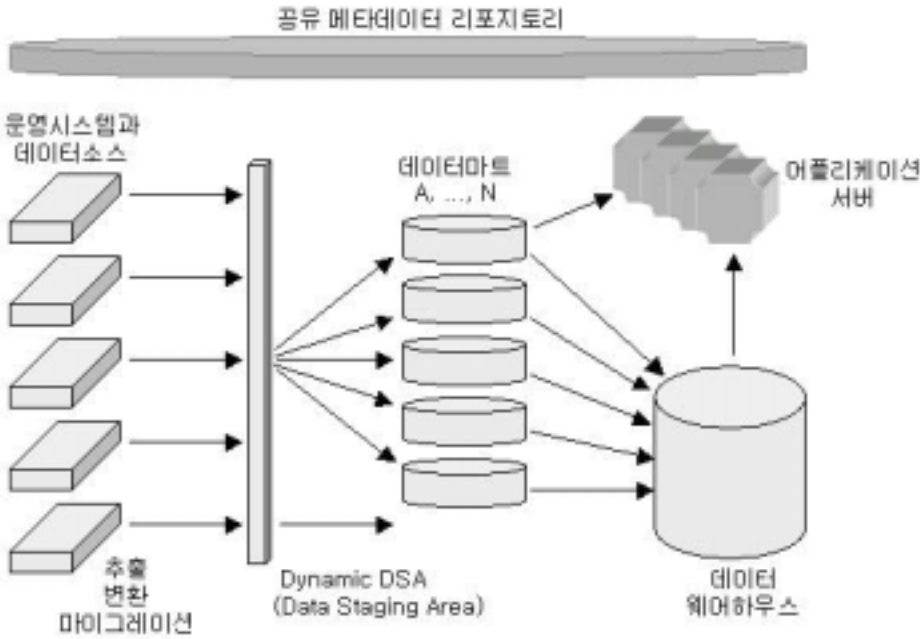 공유 메타데이터 리포지토리
운영시스템과
데이터소스
데이터마트
A, ..., N
어플리케이션
서버
추출
변환
마이그레이션
Dynamic DSA
(Data Staging Area)
데이터
웨어하우스